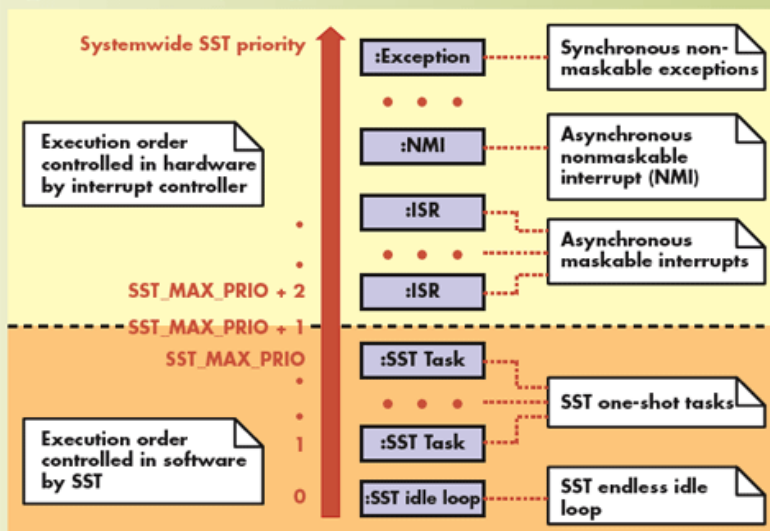 Systemwide SST priority
:Exception
Synchronous non-
maskable exceptions
Execution order
controlled in hardware
by interrupt controller
:NMI
Asynchronous
nonmaskable
interrupt (NMI)
:ISR
Asynchronous
maskable interrupts
SST_MAX_PRIO + 2
:ISR
SST_MAX_PRIO + 1
SST_MAX_PRIO
:SST Task
SST one-shot tasks
Execution order
controlled in software
by SST
1
:SST Task
0
:SST idle loop
SST endless idle
loop